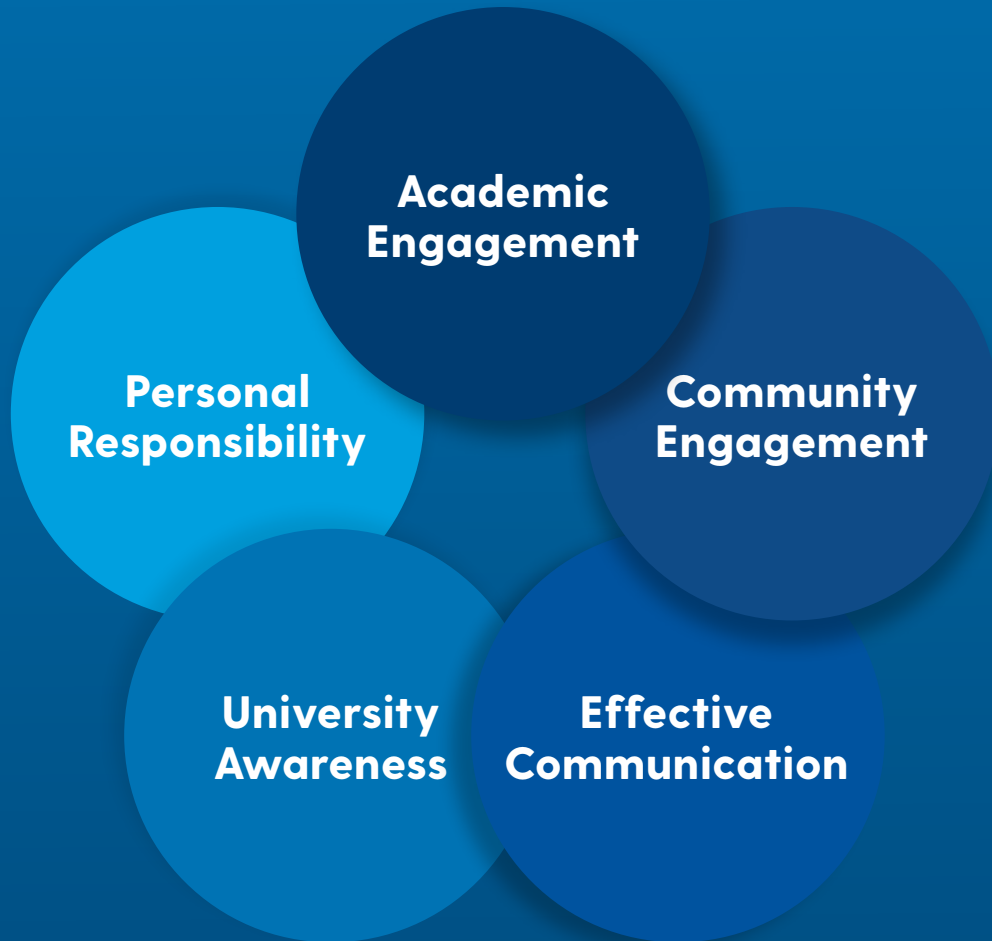 Academic
Engagement
Personal
Responsibility
Community
Engagement
University
Awareness
Effective
Communication